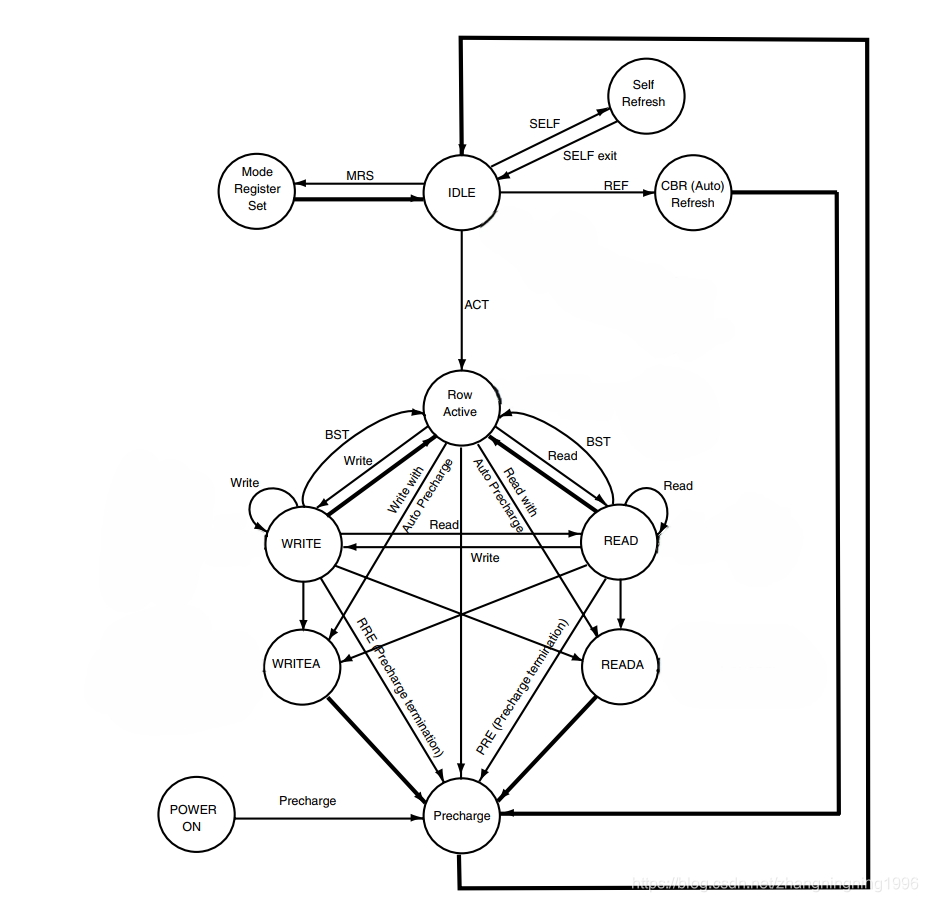 Self
Refresh
SELF
SELF exit
Mode
Register
Set
MRS
IDLE
REF
CBR (Auto)
Refresh
ACT
Row
Active
BST
BST
Write
Read
Write
Write with
Auto Precharge
Read with
Auto Precharge
Read
WRITE
Read
READ
Write
RRE (Precharge termination)
PRE (Precharge termination)
WRITEA
READA
POWER
ON
Precharge
Precharge
https://blog.csdn.net/zhangningning1996